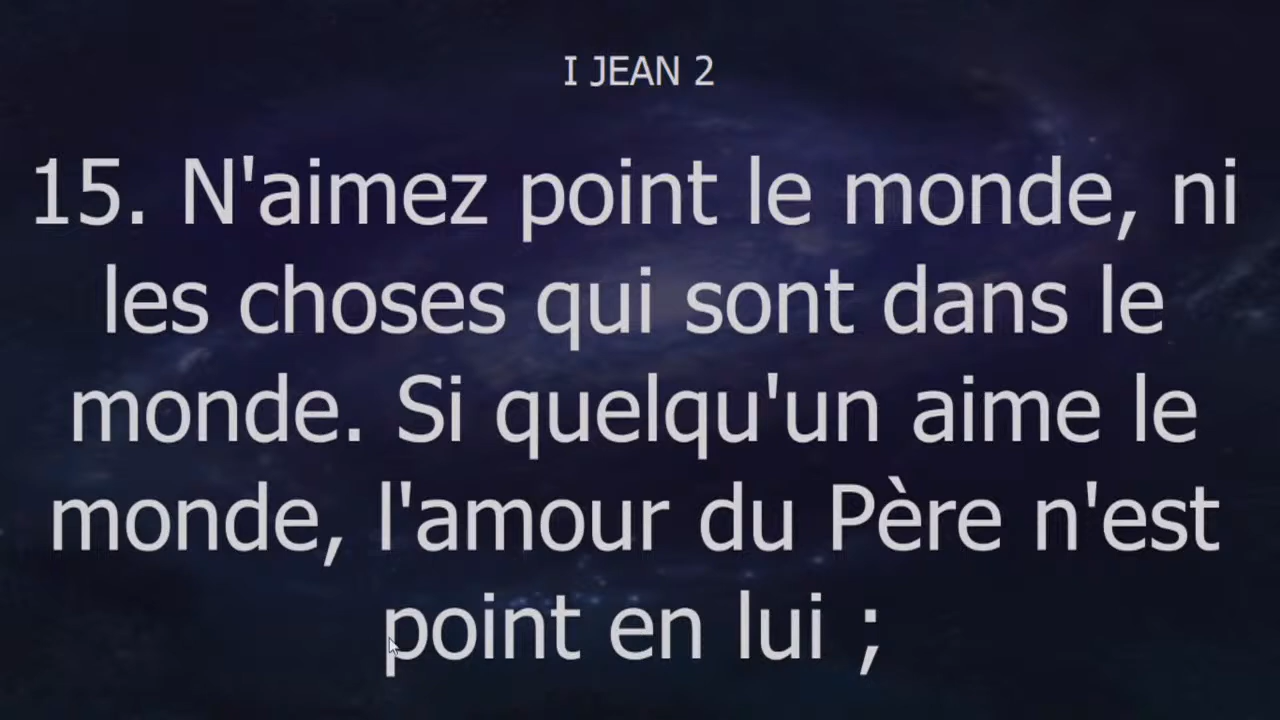 I JEAN 2
15. N'aimez point le monde, ni
les choses qui sont dans le
monde. Si quelqu'un aime le
monde, l'amour du Père n'est
point en lui ;